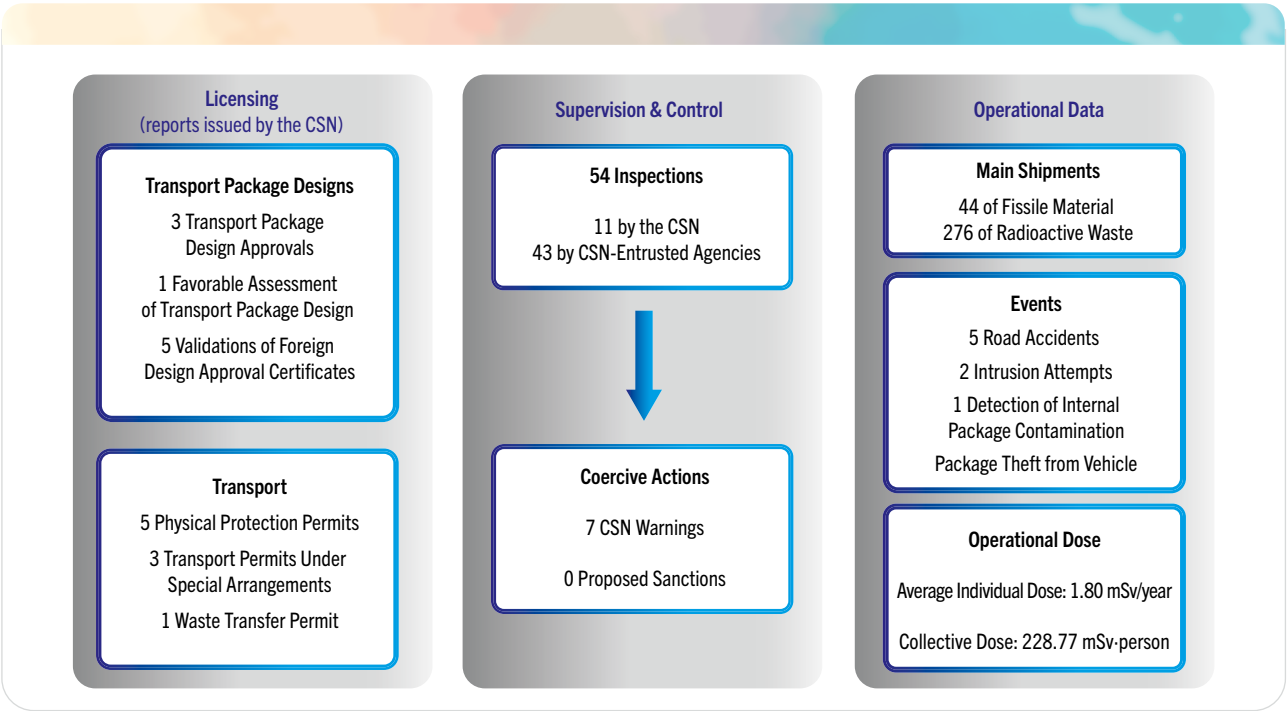 Licensing
(reports issued by the CSN)
Transport Package Designs
3 Transport Package
Design Approvals
1 Favorable Assessment
of Transport Package Design
5 Validations of Foreign
Design Approval Certificates
Transport
5 Physical Protection Permits
3 Transport Permits Under
Special Arrangements
1 Waste Transfer Permit
Supervision & Control
54 Inspections
11 by the CSN
43 by CSN-Entrusted Agencies
Coercive Actions
7 CSN Warnings
0 Proposed Sanctions
Operational Data
Main Shipments
44 of Fissile Material
276 of Radioactive Waste
Events
5 Road Accidents
2 Intrusion Attempts
1 Detection of Internal
Package Contamination
Package Theft from Vehicle
Operational Dose
Average Individual Dose: 1.80 mSv/year
Collective Dose: 228.77 mSv·person